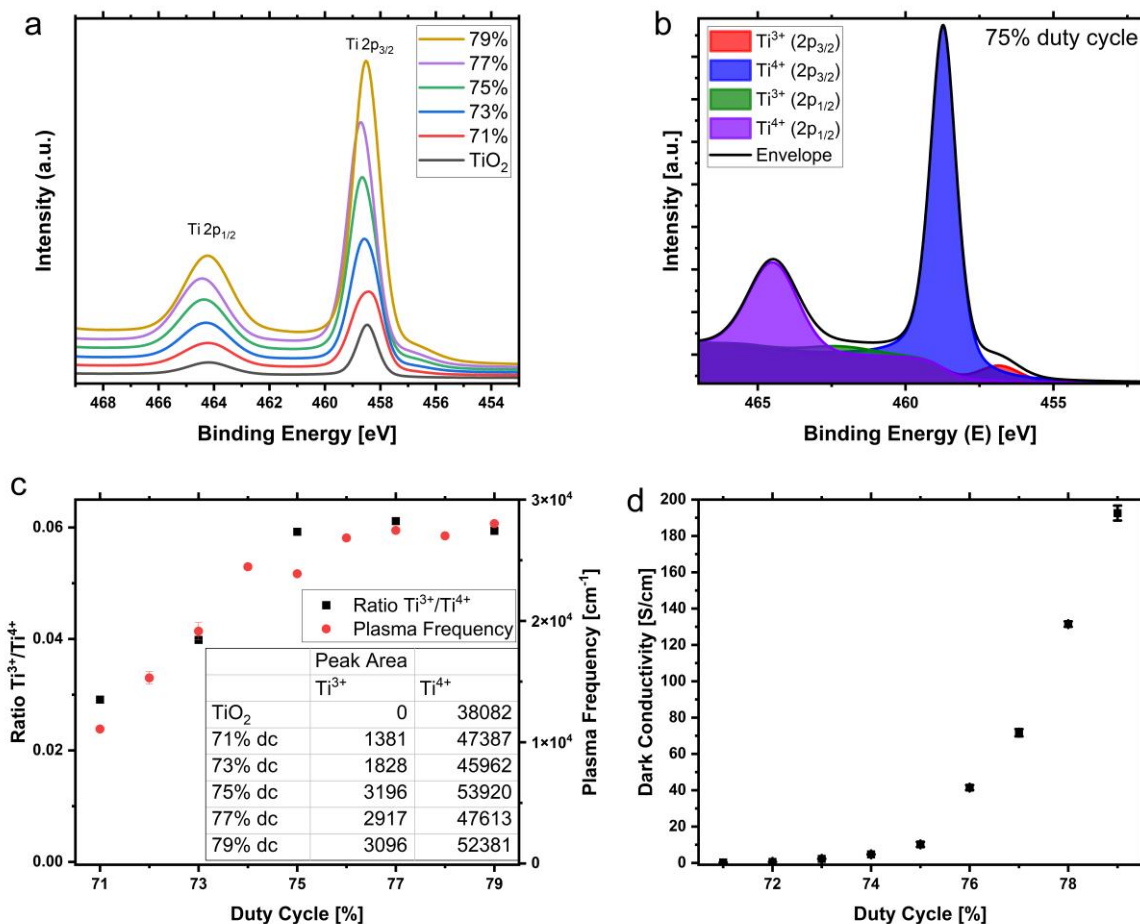 a
Ti 2p3/2
Ti 2p1/2
79%
77%
75%
73%
71%
TiO2
Intensity (a.u.)
468 466 464 462 460 458 456 454
Binding Energy [eV]
b
75% duty cycle
Ti3+ (2p3/2)
Ti4+ (2p3/2)
Ti3+ (2p1/2)
Ti4+ (2p1/2)
Envelope
Intensity [a.u.]
465 460 455
Binding Energy (E) [eV]
c
0.06
0.04
0.02
0.00
Ratio Ti3+/Ti4+
3×10⁴
2×10⁴
1×10⁴
0
Plasma Frequency [cm-1]
Ratio Ti3+/Ti4+
Plasma Frequency
Peak Area
Ti3+ Ti4+
TiO2 0 38082
71% dc 1381 47387
73% dc 1828 45962
75% dc 3196 53920
77% dc 2917 47613
79% dc 3096 52381
71 73 75 77 79
Duty Cycle [%]
d
200
180
160
140
120
100
80
60
40
20
0
Dark Conductivity [S/cm]
72 74 76 78
Duty Cycle [%]